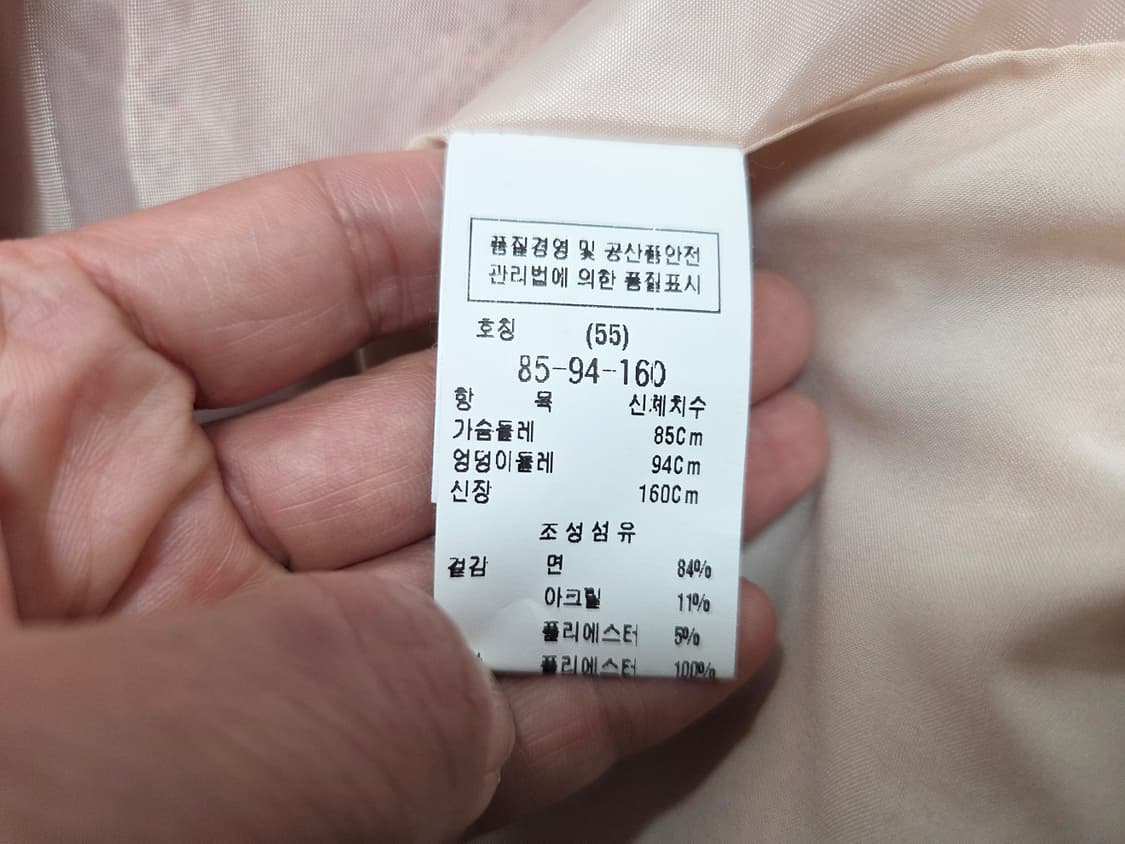 품질경영 및 공산품안전
관리법에 의한 품질표시
호칭 (55)
85-94-160
항 목 신체치수
가슴둘레 85Cm
엉덩이둘레 94Cm
신장 160Cm
조성섬유
겉감 면 84%
아크릴 11%
폴리에스터 5%
폴리에스터 100%